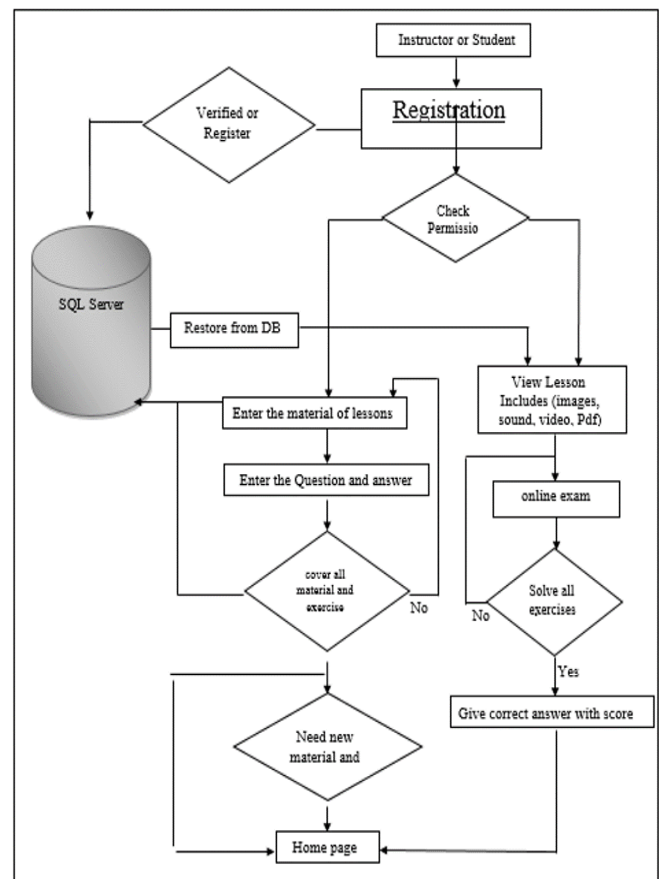 Instructor or Student
Registration
Verified or
Register
Check
Permissio
SQL Server
Restore from DB
View Lesson
Includes (images,
sound, video, Pdf)
Enter the material of lessons
Enter the Question and answer
online exam
cover all
material and
exercise
No
Solve all
exercises
No
Yes
Give correct answer with score
Need new
material and
Home page